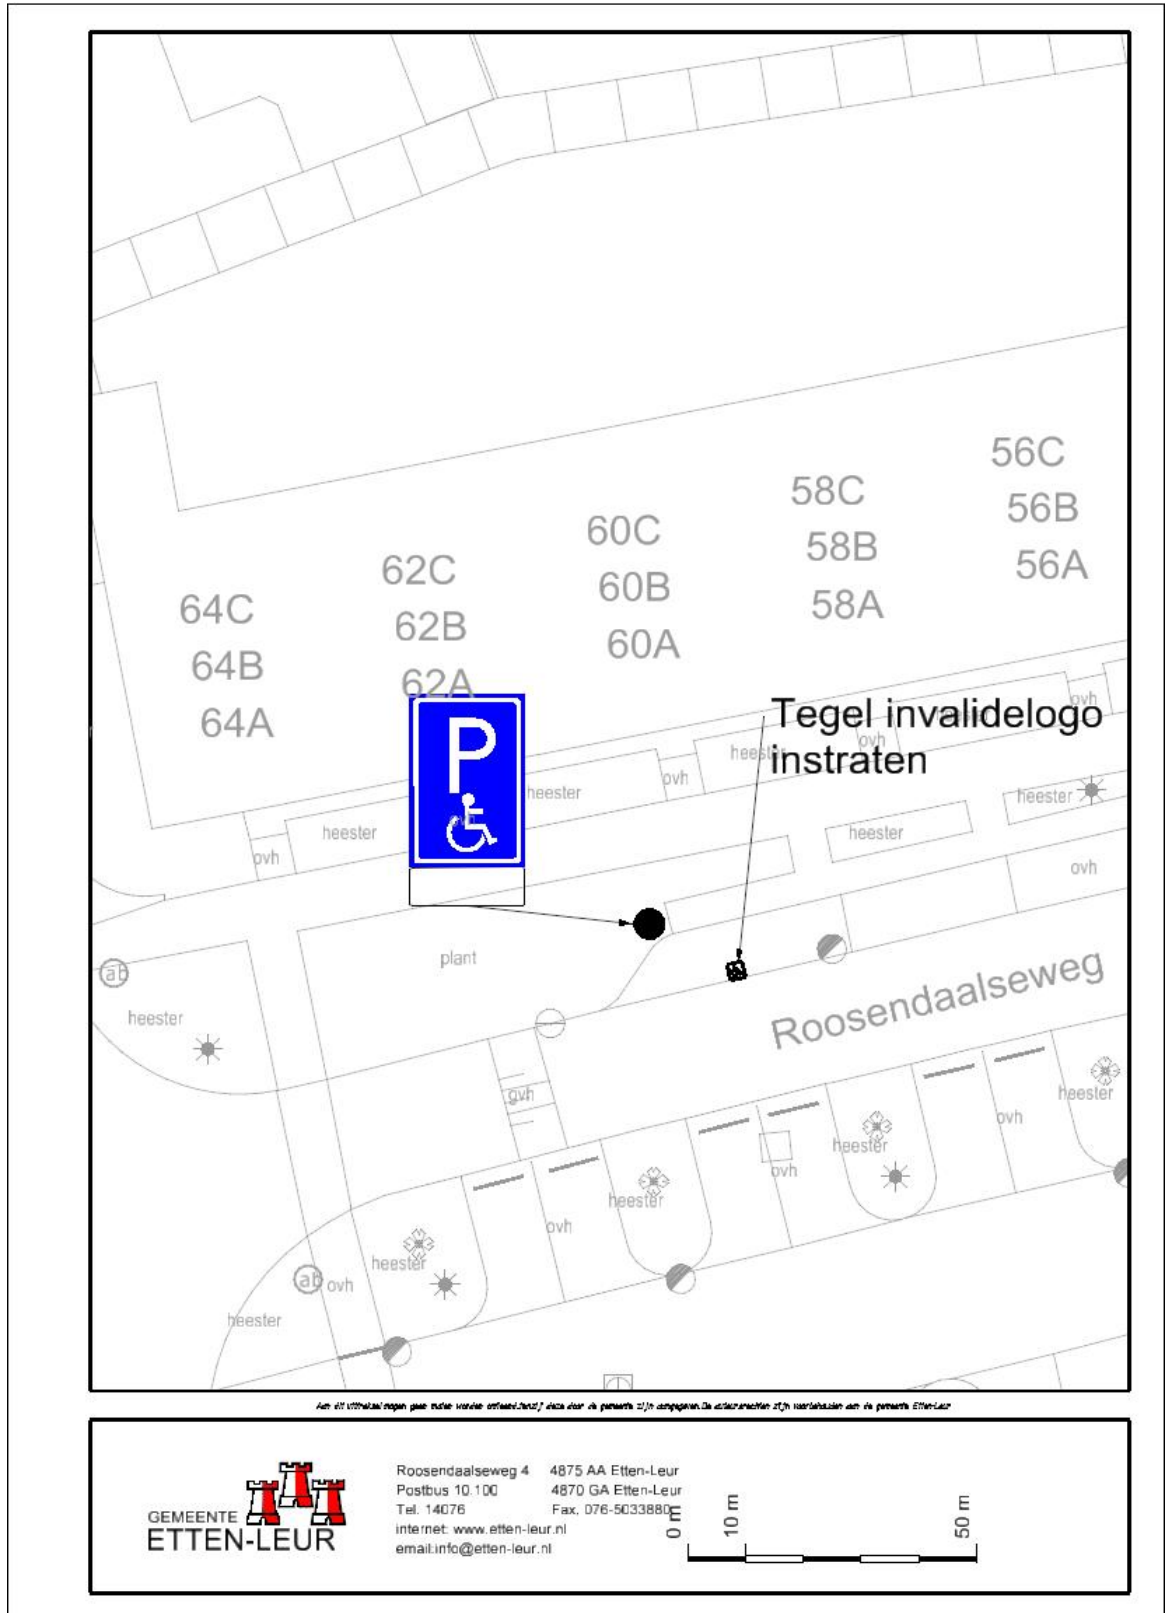 56C
58C
56B
60C
58B
56A
62C
60B
58A
64C
62B
60A
64B
62A
64A
P
Tegel invalidelogo
instraten
ovh
ovh
heester
ovh
heester
heester
heester
heester
ovh
ovh
plant
ab
heester
Roosendaalseweg
heester
ovh
heester
ovh
heester
ovh
heester
ab
ovh
heester
GEMEENTE
ETTEN-LEUR
Roosendaalseweg 4 4875 AA Etten-Leur
Postbus 10.100 4870 GA Etten-Leur
Tel. 14076 Fax. 076-5033880
internet: www.etten-leur.nl
email:info@etten-leur.nl
0 m
10 m
50 m